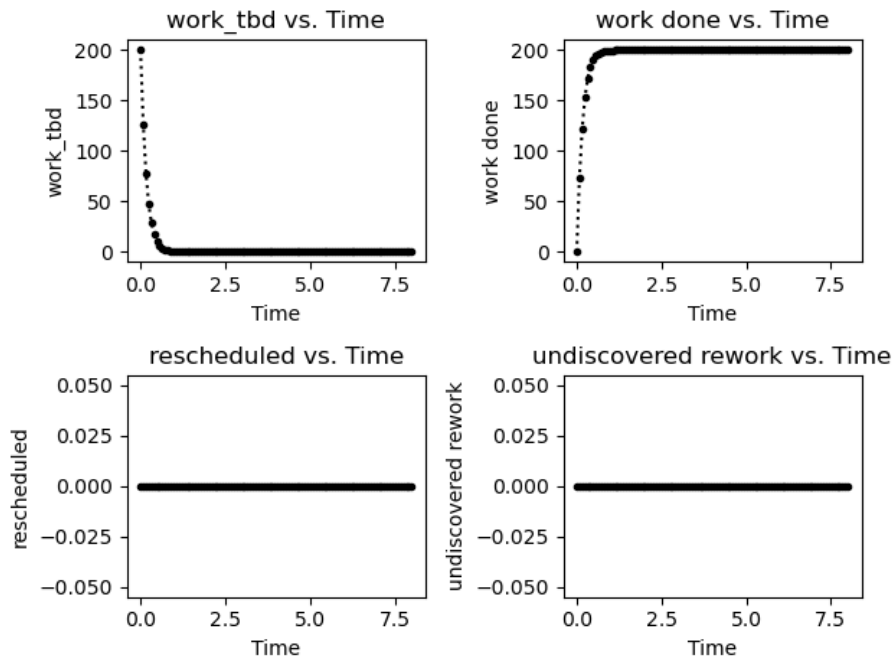 work_tbd vs. Time
200
150
100
50
0
work_tbd
0.0 2.5 5.0 7.5
Time
work done vs. Time
200
150
100
50
0
work done
0.0 2.5 5.0 7.5
Time
rescheduled vs. Time
0.050
0.025
0.000
−0.025
−0.050
rescheduled
0.0 2.5 5.0 7.5
Time
undiscovered rework vs. Time
0.050
0.025
0.000
−0.025
−0.050
undiscovered rework
0.0 2.5 5.0 7.5
Time